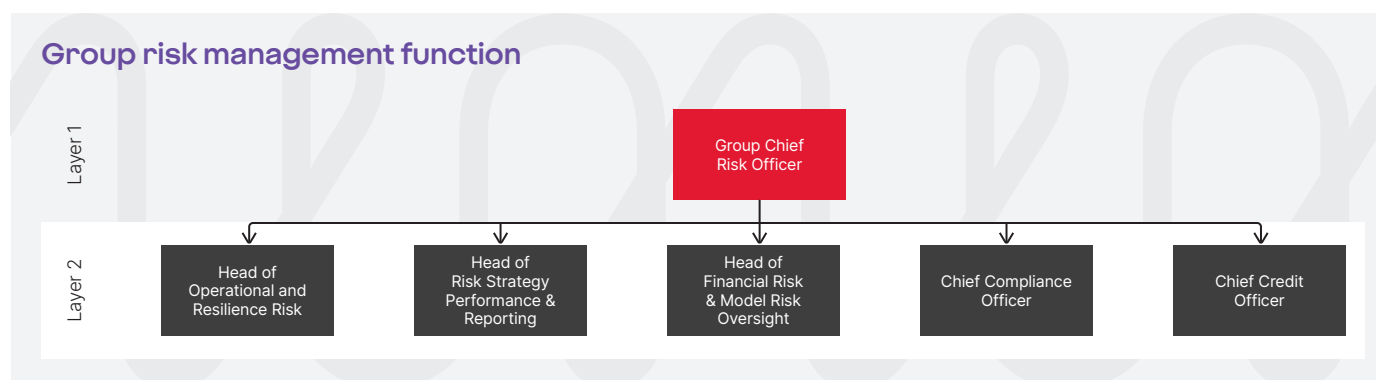 Group risk management function
Layer 1
Group Chief
Risk Officer
Layer 2
Head of
Operational and
Resilience Risk
Head of
Risk Strategy
Performance &
Reporting
Head of
Financial Risk
& Model Risk
Oversight
Chief Compliance
Officer
Chief Credit
Officer